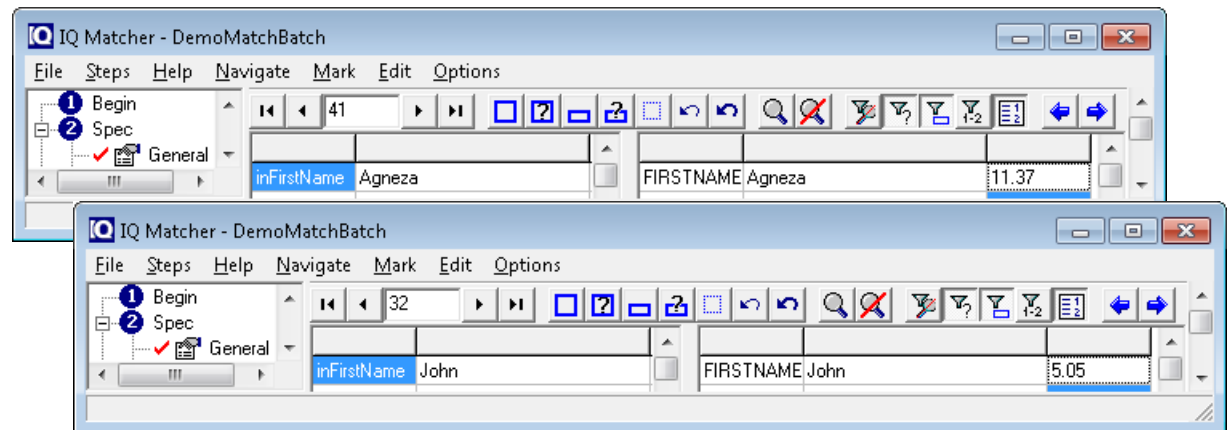 IQ Matcher - DemoMatchBatch
File Steps Help Navigate Mark Edit Options
1 Begin
41
2 Spec
General
inFirstName Agneza FIRSTNAME Agneza 11.37
IQ Matcher - DemoMatchBatch
File Steps Help Navigate Mark Edit Options
1 Begin
32
2 Spec
General
inFirstName John FIRSTNAME John 5.05